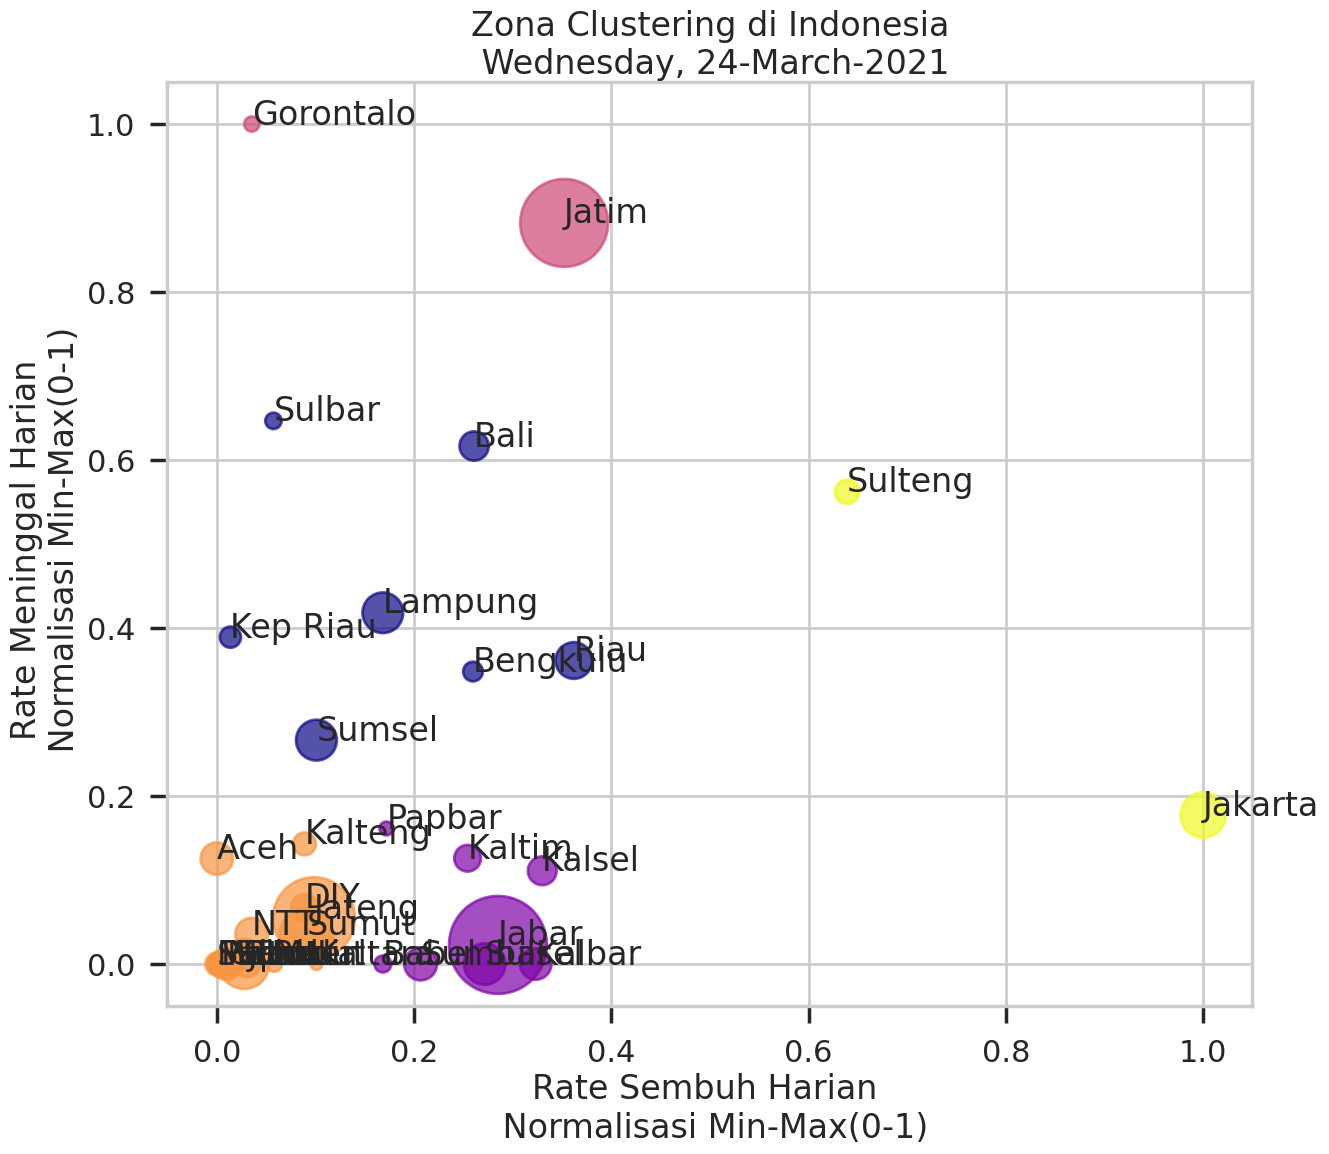 Zona Clustering di Indonesia
Wednesday, 24-March-2021
Rate Meninggal Harian
Normalisasi Min-Max(0-1)
1.0
0.8
0.6
0.4
0.2
0.0
Gorontalo
Jatim
Sulbar
Bali
Sulteng
Lampung
Kep Riau
Riau
Bengkulu
Sumsel
Jakarta
Papbar
Kalteng
Aceh
Kaltim
Kalsel
DIY
Jateng
NTT
Sumut
Jabar
Babel
Sumbar
Sulsel
Kalbar
0.0
0.2
0.4
0.6
0.8
1.0
Rate Sembuh Harian
Normalisasi Min-Max(0-1)